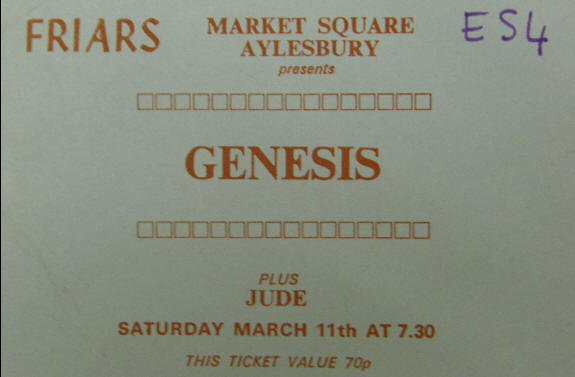 FRIARS
MARKET SQUARE
AYLESBURY
presents
ES4
GENESIS
PLUS
JUDE
SATURDAY MARCH 11th AT 7.30
THIS TICKET VALUE 70p